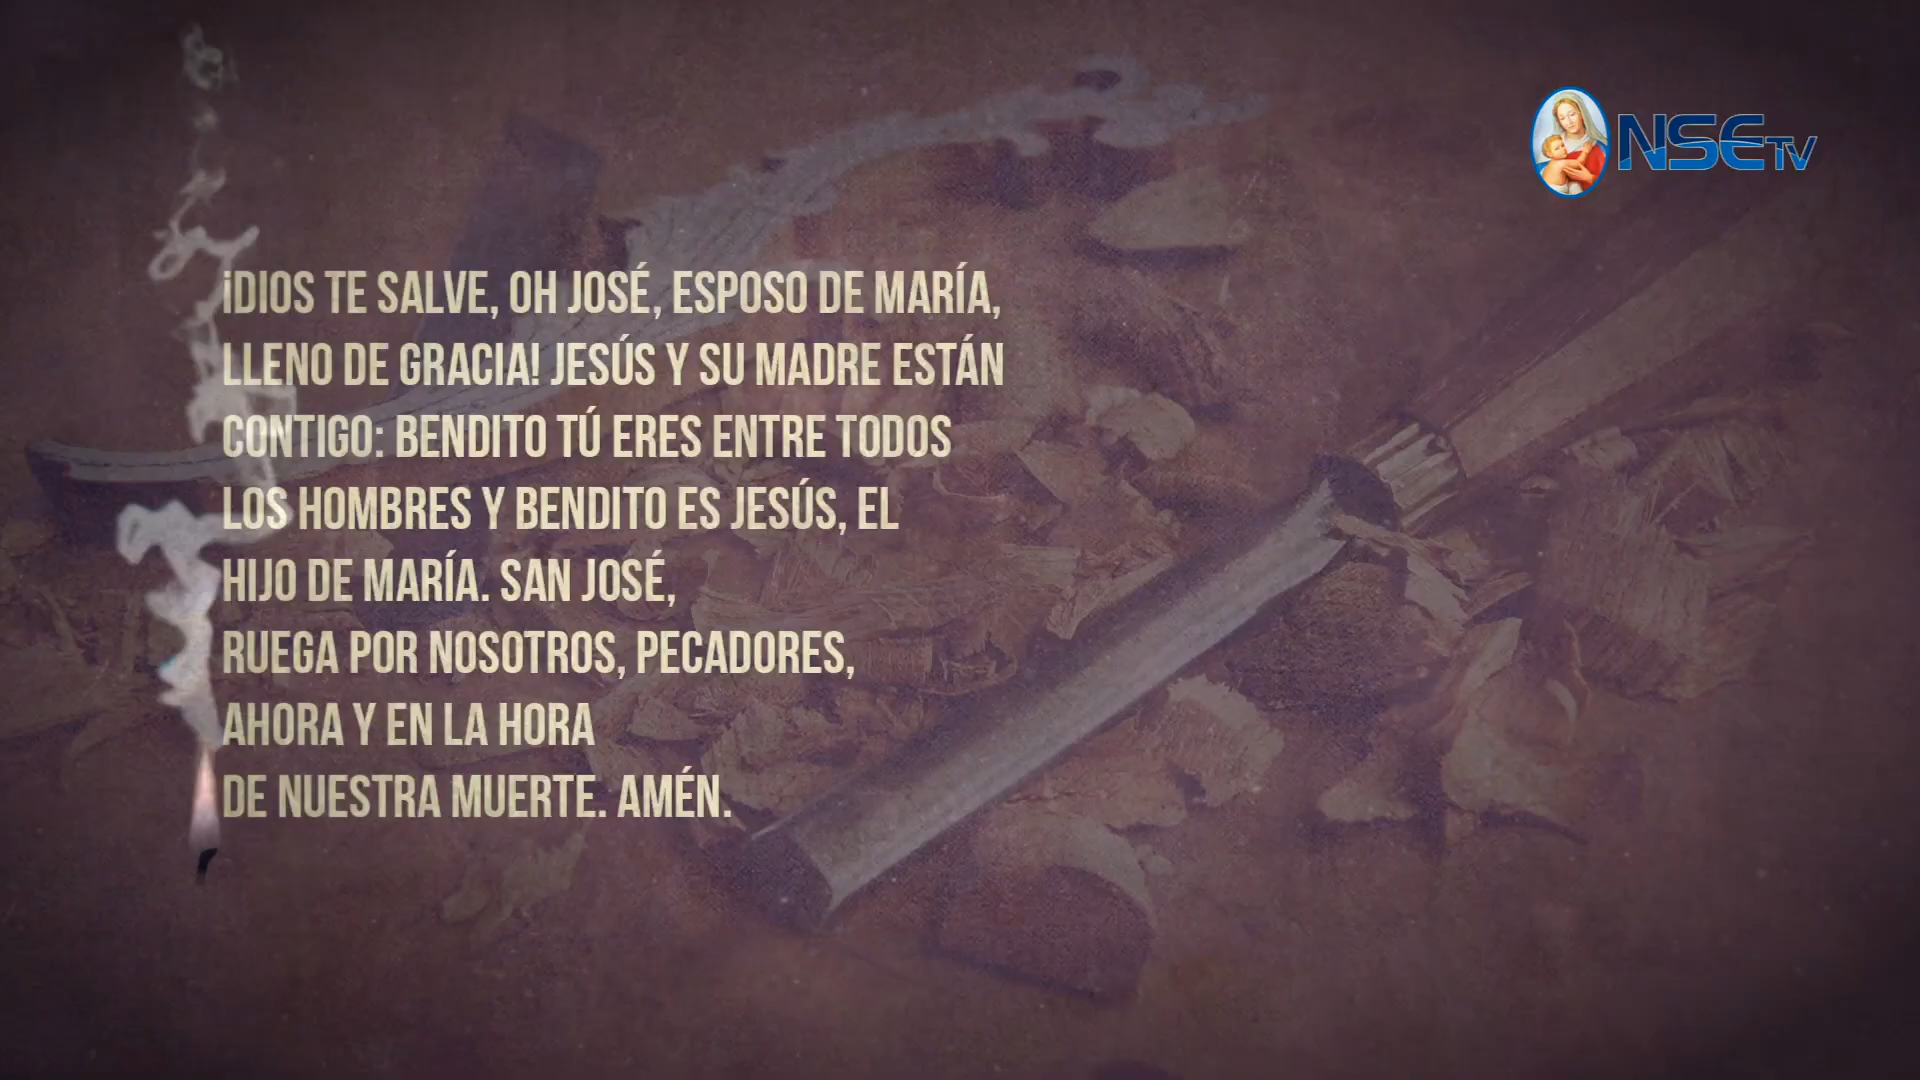 NSE TV
¡DIOS TE SALVE, OH JOSÉ, ESPOSO DE MARÍA,
LLENO DE GRACIA! JESÚS Y SU MADRE ESTÁN
CONTIGO: BENDITO TÚ ERES ENTRE TODOS
LOS HOMBRES Y BENDITO ES JESÚS, EL
HIJO DE MARÍA. SAN JOSÉ,
RUEGA POR NOSOTROS, PECADORES,
AHORA Y EN LA HORA
DE NUESTRA MUERTE. AMÉN.